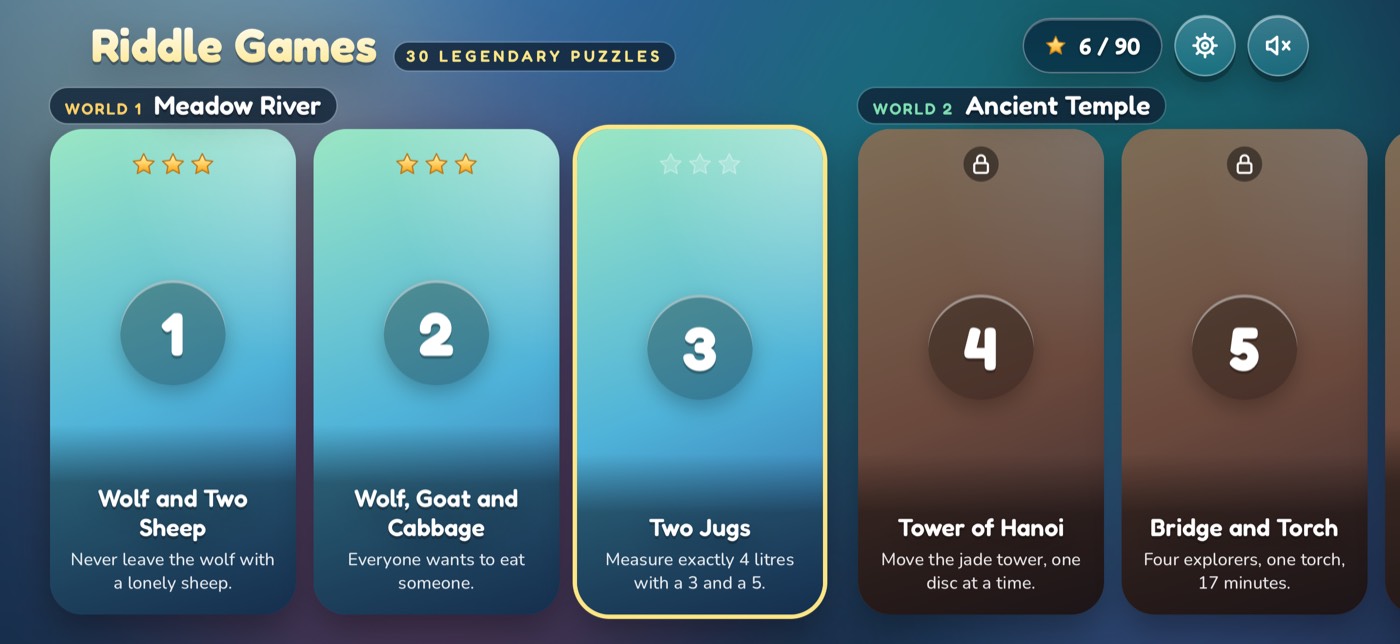 Riddle Games
30 LEGENDARY PUZZLES
6 / 90
WORLD 1 Meadow River
WORLD 2 Ancient Temple
1
Wolf and Two
Sheep
Never leave the wolf with
a lonely sheep.
2
Wolf, Goat and
Cabbage
Everyone wants to eat
someone.
3
Two Jugs
Measure exactly 4 litres
with a 3 and a 5.
4
Tower of Hanoi
Move the jade tower, one
disc at a time.
5
Bridge and Torch
Four explorers, one torch,
17 minutes.